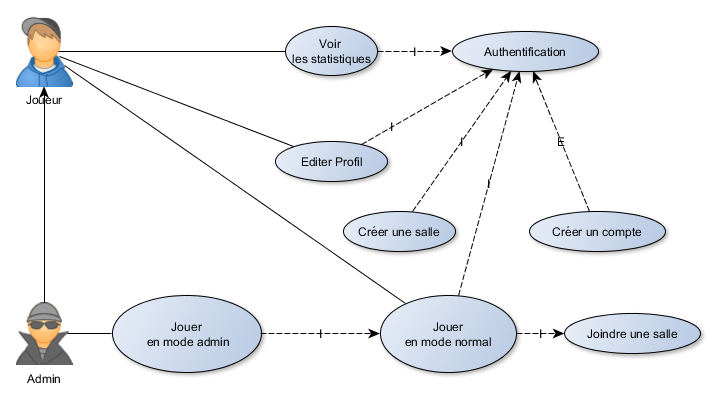 Voir
les statistiques
I
Authentification
Joueur
I
I
E
Editer Profil
I
Créer une salle
Créer un compte
Jouer
en mode admin
I
Jouer
en mode normal
I
Joindre une salle
Admin